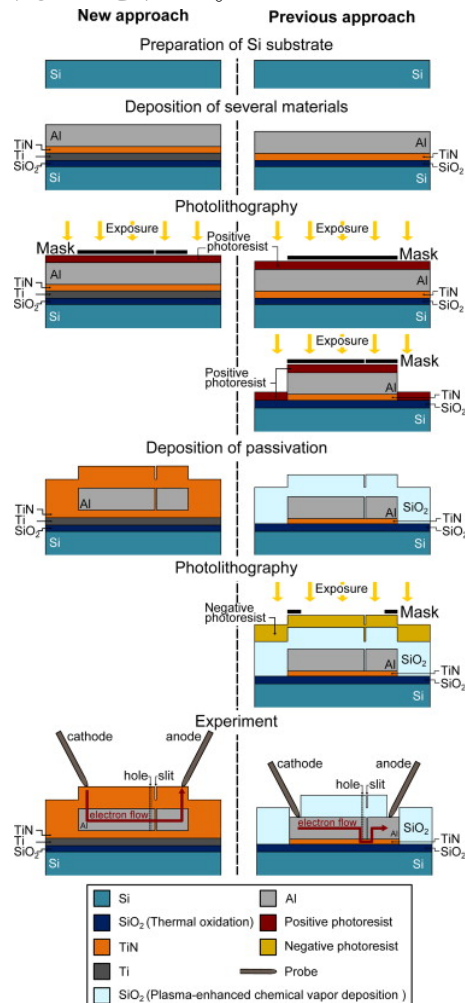 New approach
Previous approach
Preparation of Si substrate
Si
Si
Deposition of several materials
Al
TiN
Ti
SiO₂
Si
Al
TiN
SiO₂
Si
Photolithography
Exposure
Exposure
Mask
Positive
photoresist
Mask
Al
TiN
Ti
SiO₂
Si
Al
TiN
SiO₂
Si
Exposure
Mask
Positive
photoresist
Al
TiN
SiO₂
Si
Deposition of passivation
Al
TiN
Ti
SiO₂
Si
SiO₂
Al
TiN
SiO₂
Si
Photolithography
Exposure
Mask
Negative
photoresist
SiO₂
Al
TiN
SiO₂
Si
Experiment
cathode
anode
hole
slit
electron flow
Al
TiN
Ti
SiO₂
Si
cathode
anode
hole
slit
electron flow
Al
SiO₂
TiN
SiO₂
Si
Si
Al
SiO₂ (Thermal oxidation)
Positive photoresist
TiN
Negative photoresist
Ti
Probe
SiO₂ (Plasma-enhanced chemical vapor deposition )